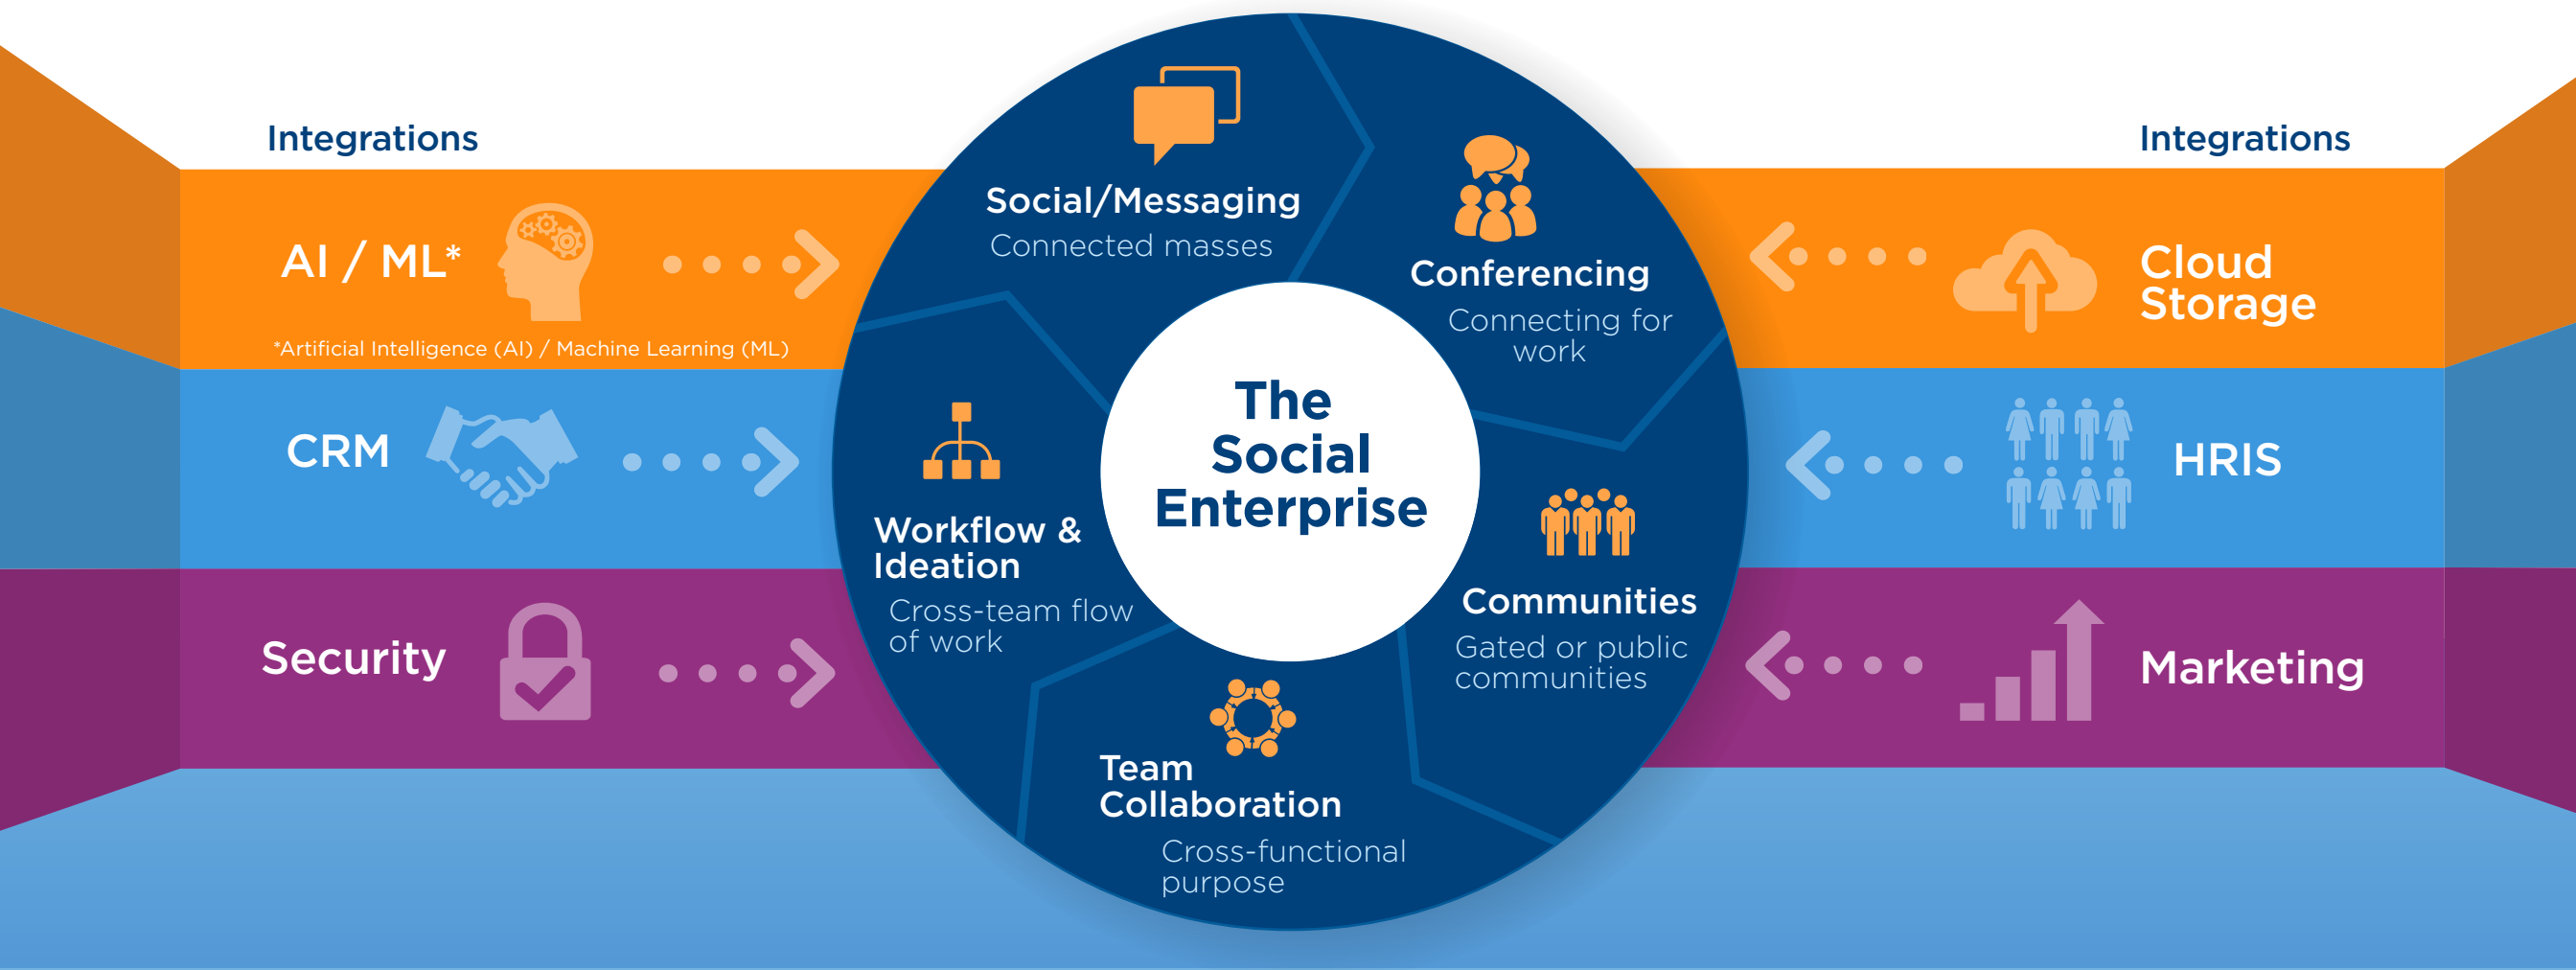 Integrations
AI / ML*
*Artificial Intelligence (AI) / Machine Learning (ML)
CRM
Security
Social/Messaging
Connected masses
Conferencing
Connecting for
work
Communities
Gated or public
communities
Team
Collaboration
Cross-functional
purpose
Workflow &
Ideation
Cross-team flow
of work
The
Social
Enterprise
Integrations
Cloud
Storage
HRIS
Marketing